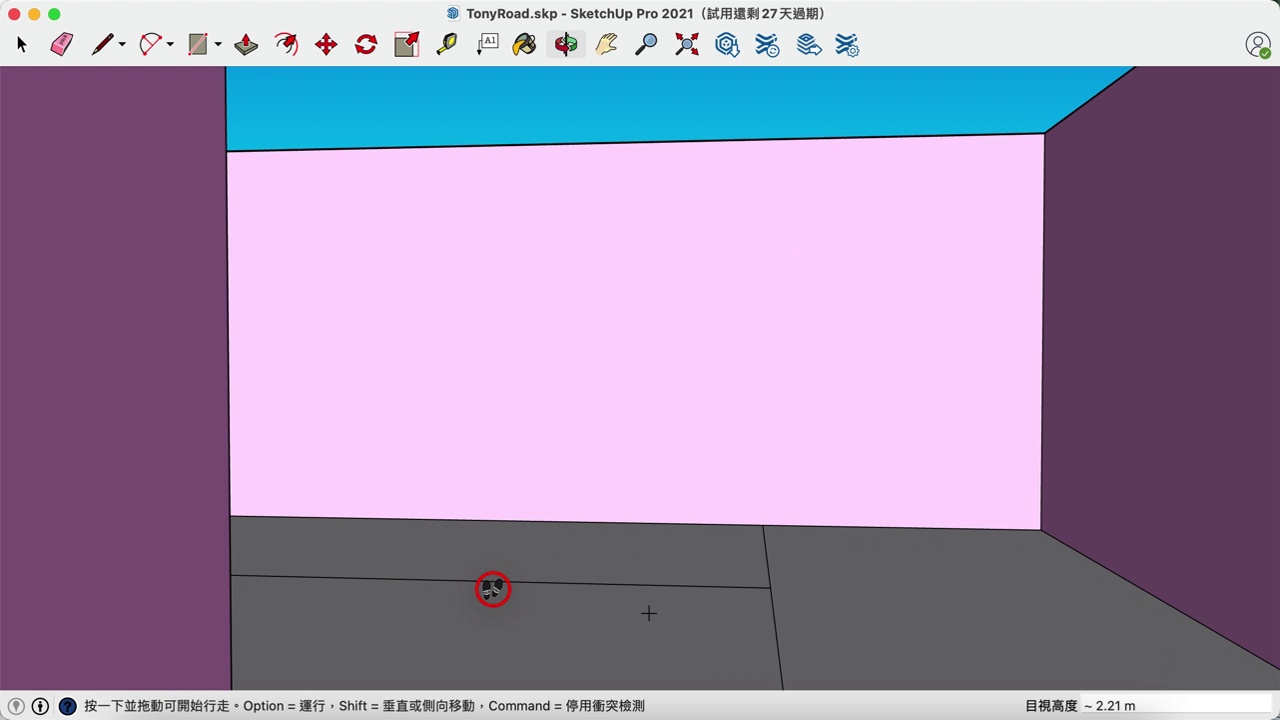 TonyRoad.skp - SketchUp Pro 2021（試用還剩 27 天過期）
A1
按一下並拖動可開始行走。Option = 運行，Shift = 垂直或側向移動，Command = 停用衝突檢測
目視高度 ~ 2.21 m